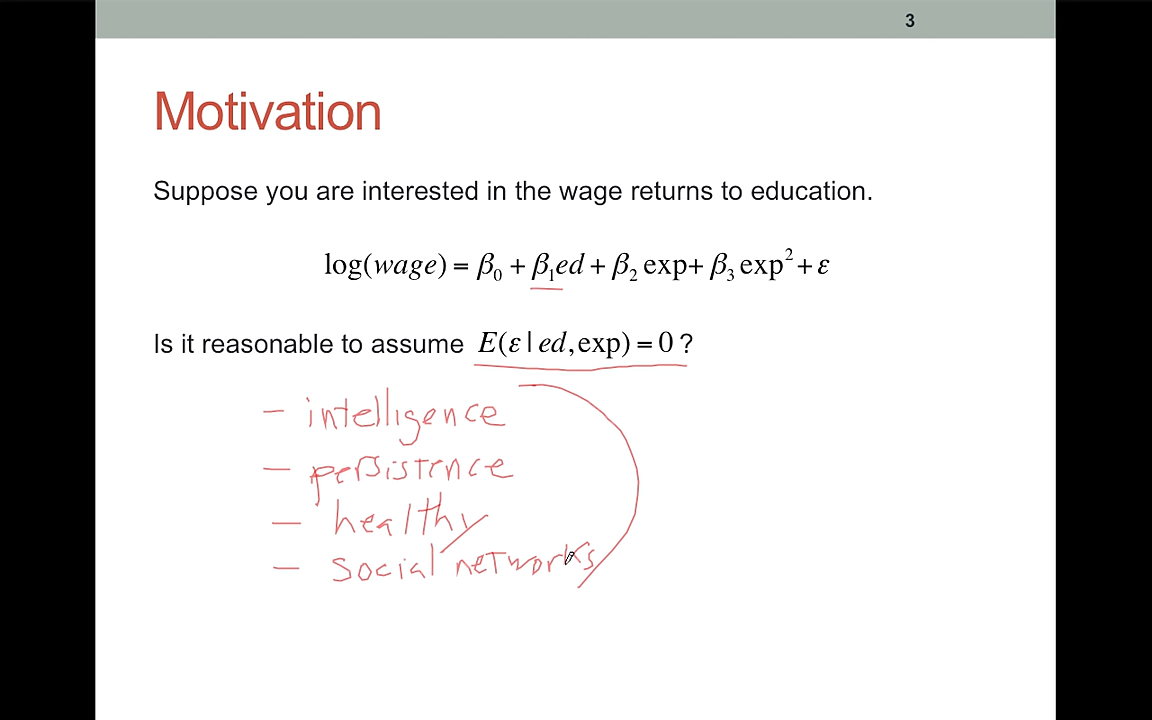 3
Motivation
Suppose you are interested in the wage returns to education.
log(wage) = β₀ + β₁ed + β₂ exp+ β₃ exp² + ε
Is it reasonable to assume E(ε | ed, exp) = 0 ?
– intelligence
– persistence
– healthy
– social networks